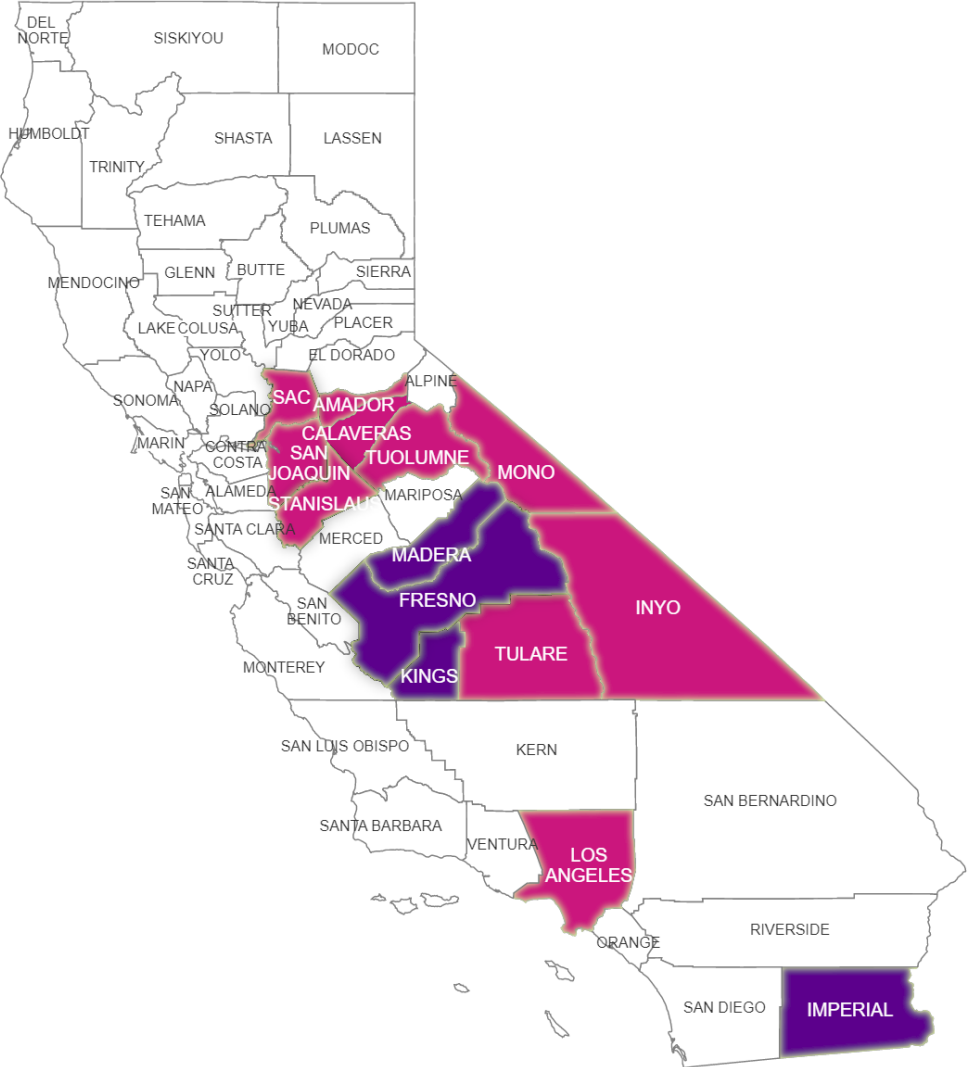 DEL
NORTE
SISKIYOU
MODOC
HUMBOLDT
SHASTA
LASSEN
TRINITY
TEHAMA
PLUMAS
GLENN
BUTTE
SIERRA
MENDOCINO
NEVADA
SUTTER
YUBA
PLACER
LAKE
COLUSA
YOLO
EL DORADO
NAPA
ALPINE
SONOMA
SOLANO
SAC
AMADOR
MARIN
CONTRA
COSTA
CALAVERAS
SAN
JOAQUIN
TUOLUMNE
MONO
SAN
MATEO
ALAMEDA
STANISLAUS
MARIPOSA
SANTA CLARA
MERCED
SANTA
CRUZ
MADERA
SAN
BENITO
FRESNO
INYO
MONTEREY
KINGS
TULARE
SAN LUIS OBISPO
KERN
SANTA BARBARA
VENTURA
SAN BERNARDINO
LOS
ANGELES
ORANGE
RIVERSIDE
SAN DIEGO
IMPERIAL